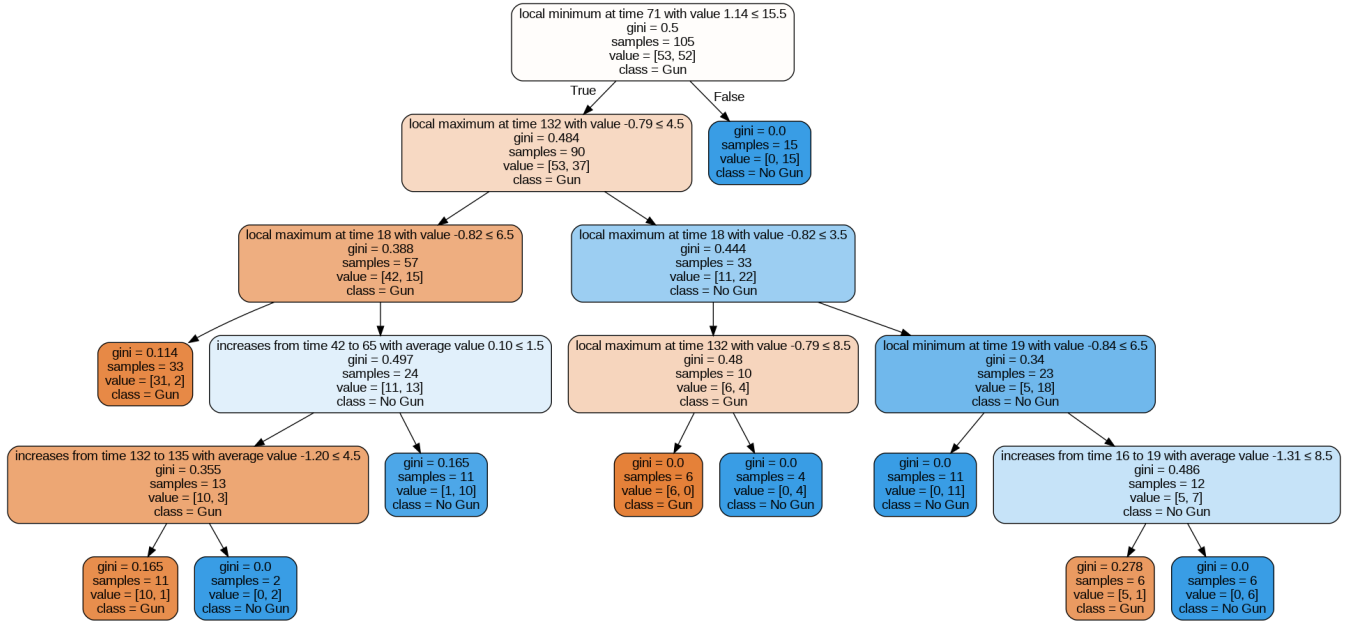 local minimum at time 71 with value 1.14 ≤ 15.5
gini = 0.5
samples = 105
value = [53, 52]
class = Gun
True
False
local maximum at time 132 with value -0.79 ≤ 4.5
gini = 0.484
samples = 90
value = [53, 37]
class = Gun
gini = 0.0
samples = 15
value = [0, 15]
class = No Gun
local maximum at time 18 with value -0.82 ≤ 6.5
gini = 0.388
samples = 57
value = [42, 15]
class = Gun
local maximum at time 18 with value -0.82 ≤ 3.5
gini = 0.444
samples = 33
value = [11, 22]
class = No Gun
gini = 0.114
samples = 33
value = [31, 2]
class = Gun
increases from time 42 to 65 with average value 0.10 ≤ 1.5
gini = 0.497
samples = 24
value = [11, 13]
class = No Gun
local maximum at time 132 with value -0.79 ≤ 8.5
gini = 0.48
samples = 10
value = [6, 4]
class = Gun
local minimum at time 19 with value -0.84 ≤ 6.5
gini = 0.34
samples = 23
value = [5, 18]
class = No Gun
increases from time 132 to 135 with average value -1.20 ≤ 4.5
gini = 0.355
samples = 13
value = [10, 3]
class = Gun
gini = 0.165
samples = 11
value = [1, 10]
class = No Gun
gini = 0.0
samples = 6
value = [6, 0]
class = Gun
gini = 0.0
samples = 4
value = [0, 4]
class = No Gun
gini = 0.0
samples = 11
value = [0, 11]
class = No Gun
increases from time 16 to 19 with average value -1.31 ≤ 8.5
gini = 0.486
samples = 12
value = [5, 7]
class = No Gun
gini = 0.165
samples = 11
value = [10, 1]
class = Gun
gini = 0.0
samples = 2
value = [0, 2]
class = No Gun
gini = 0.278
samples = 6
value = [5, 1]
class = Gun
gini = 0.0
samples = 6
value = [0, 6]
class = No Gun